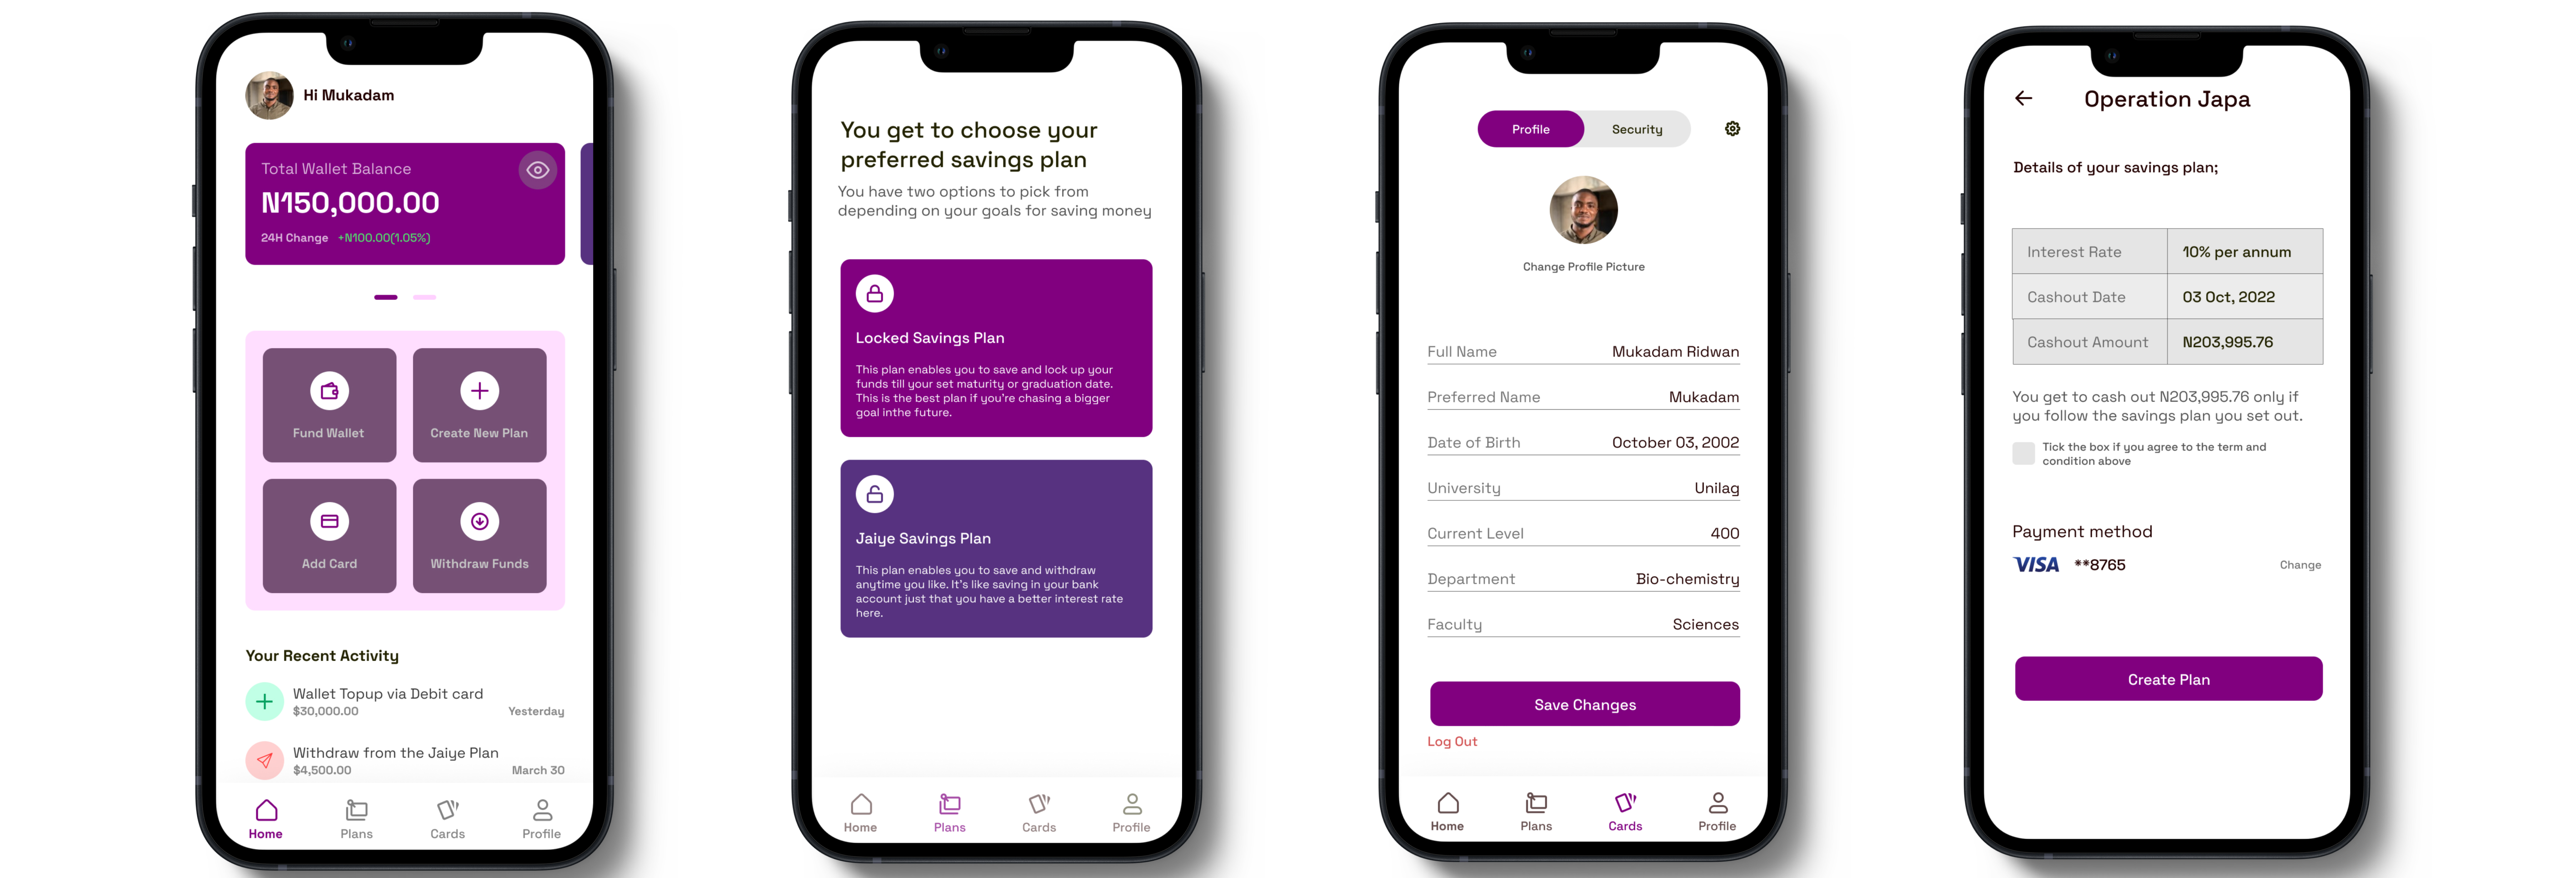 Hi Mukadam
Total Wallet Balance
N150,000.00
24H Change +N100.00(1.05%)
Fund Wallet
Create New Plan
Add Card
Withdraw Funds
Your Recent Activity
Wallet Topup via Debit card
$30,000.00
Yesterday
Withdraw from the Jaiye Plan
$4,500.00
March 30
Home
Plans
Cards
Profile
You get to choose your
preferred savings plan
You have two options to pick from
depending on your goals for saving money
Locked Savings Plan
This plan enables you to save and lock up your
funds till your set maturity or graduation date.
This is the best plan if you're chasing a bigger
goal inthe future.
Jaiye Savings Plan
This plan enables you to save and withdraw
anytime you like. It's like saving in your bank
account just that you have a better interest rate
here.
Home
Plans
Cards
Profile
Profile
Security
Change Profile Picture
Full Name Mukadam Ridwan
Preferred Name Mukadam
Date of Birth October 03, 2002
University Unilag
Current Level 400
Department Bio-chemistry
Faculty Sciences
Save Changes
Log Out
Home
Plans
Cards
Profile
Operation Japa
Details of your savings plan;
Interest Rate 10% per annum
Cashout Date 03 Oct, 2022
Cashout Amount N203,995.76
You get to cash out N203,995.76 only if
you follow the savings plan you set out.
Tick the box if you agree to the term and
condition above
Payment method
VISA **8765 Change
Create Plan